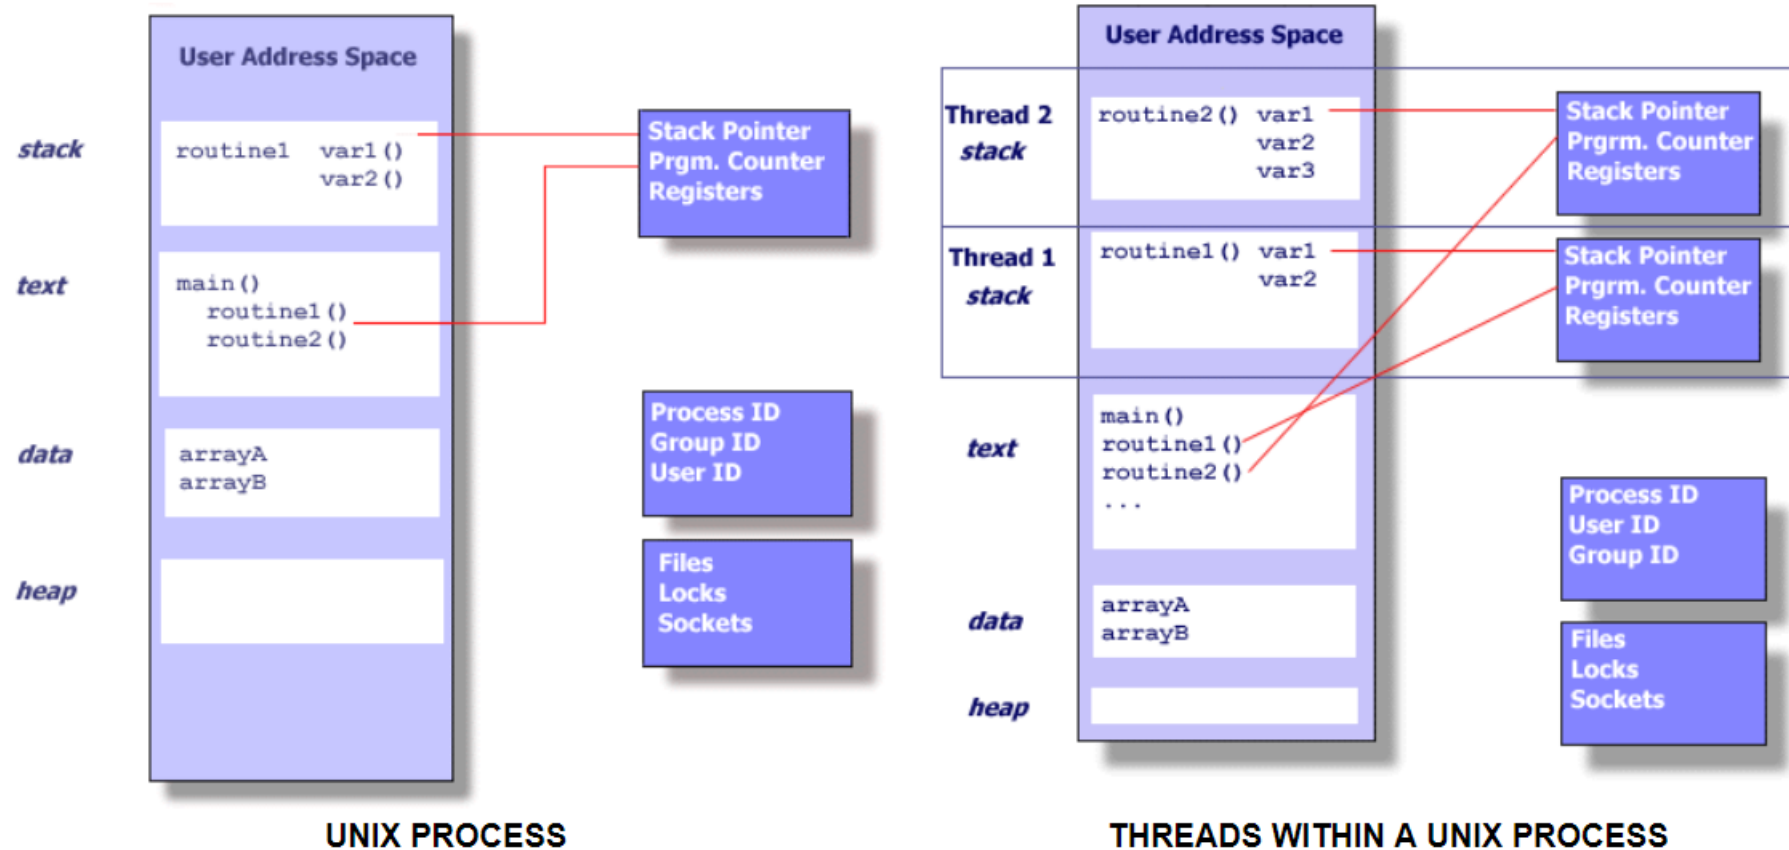 User Address Space
stack
routine1 var1()
var2()
Stack Pointer
Prgm. Counter
Registers
text
main()
routine1()
routine2()
data
arrayA
arrayB
Process ID
Group ID
User ID
heap
Files
Locks
Sockets
UNIX PROCESS
User Address Space
Thread 2
stack
routine2() var1
var2
var3
Stack Pointer
Prgrm. Counter
Registers
Thread 1
stack
routine1() var1
var2
Stack Pointer
Prgrm. Counter
Registers
text
main()
routine1()
routine2()
...
Process ID
User ID
Group ID
data
arrayA
arrayB
heap
Files
Locks
Sockets
THREADS WITHIN A UNIX PROCESS